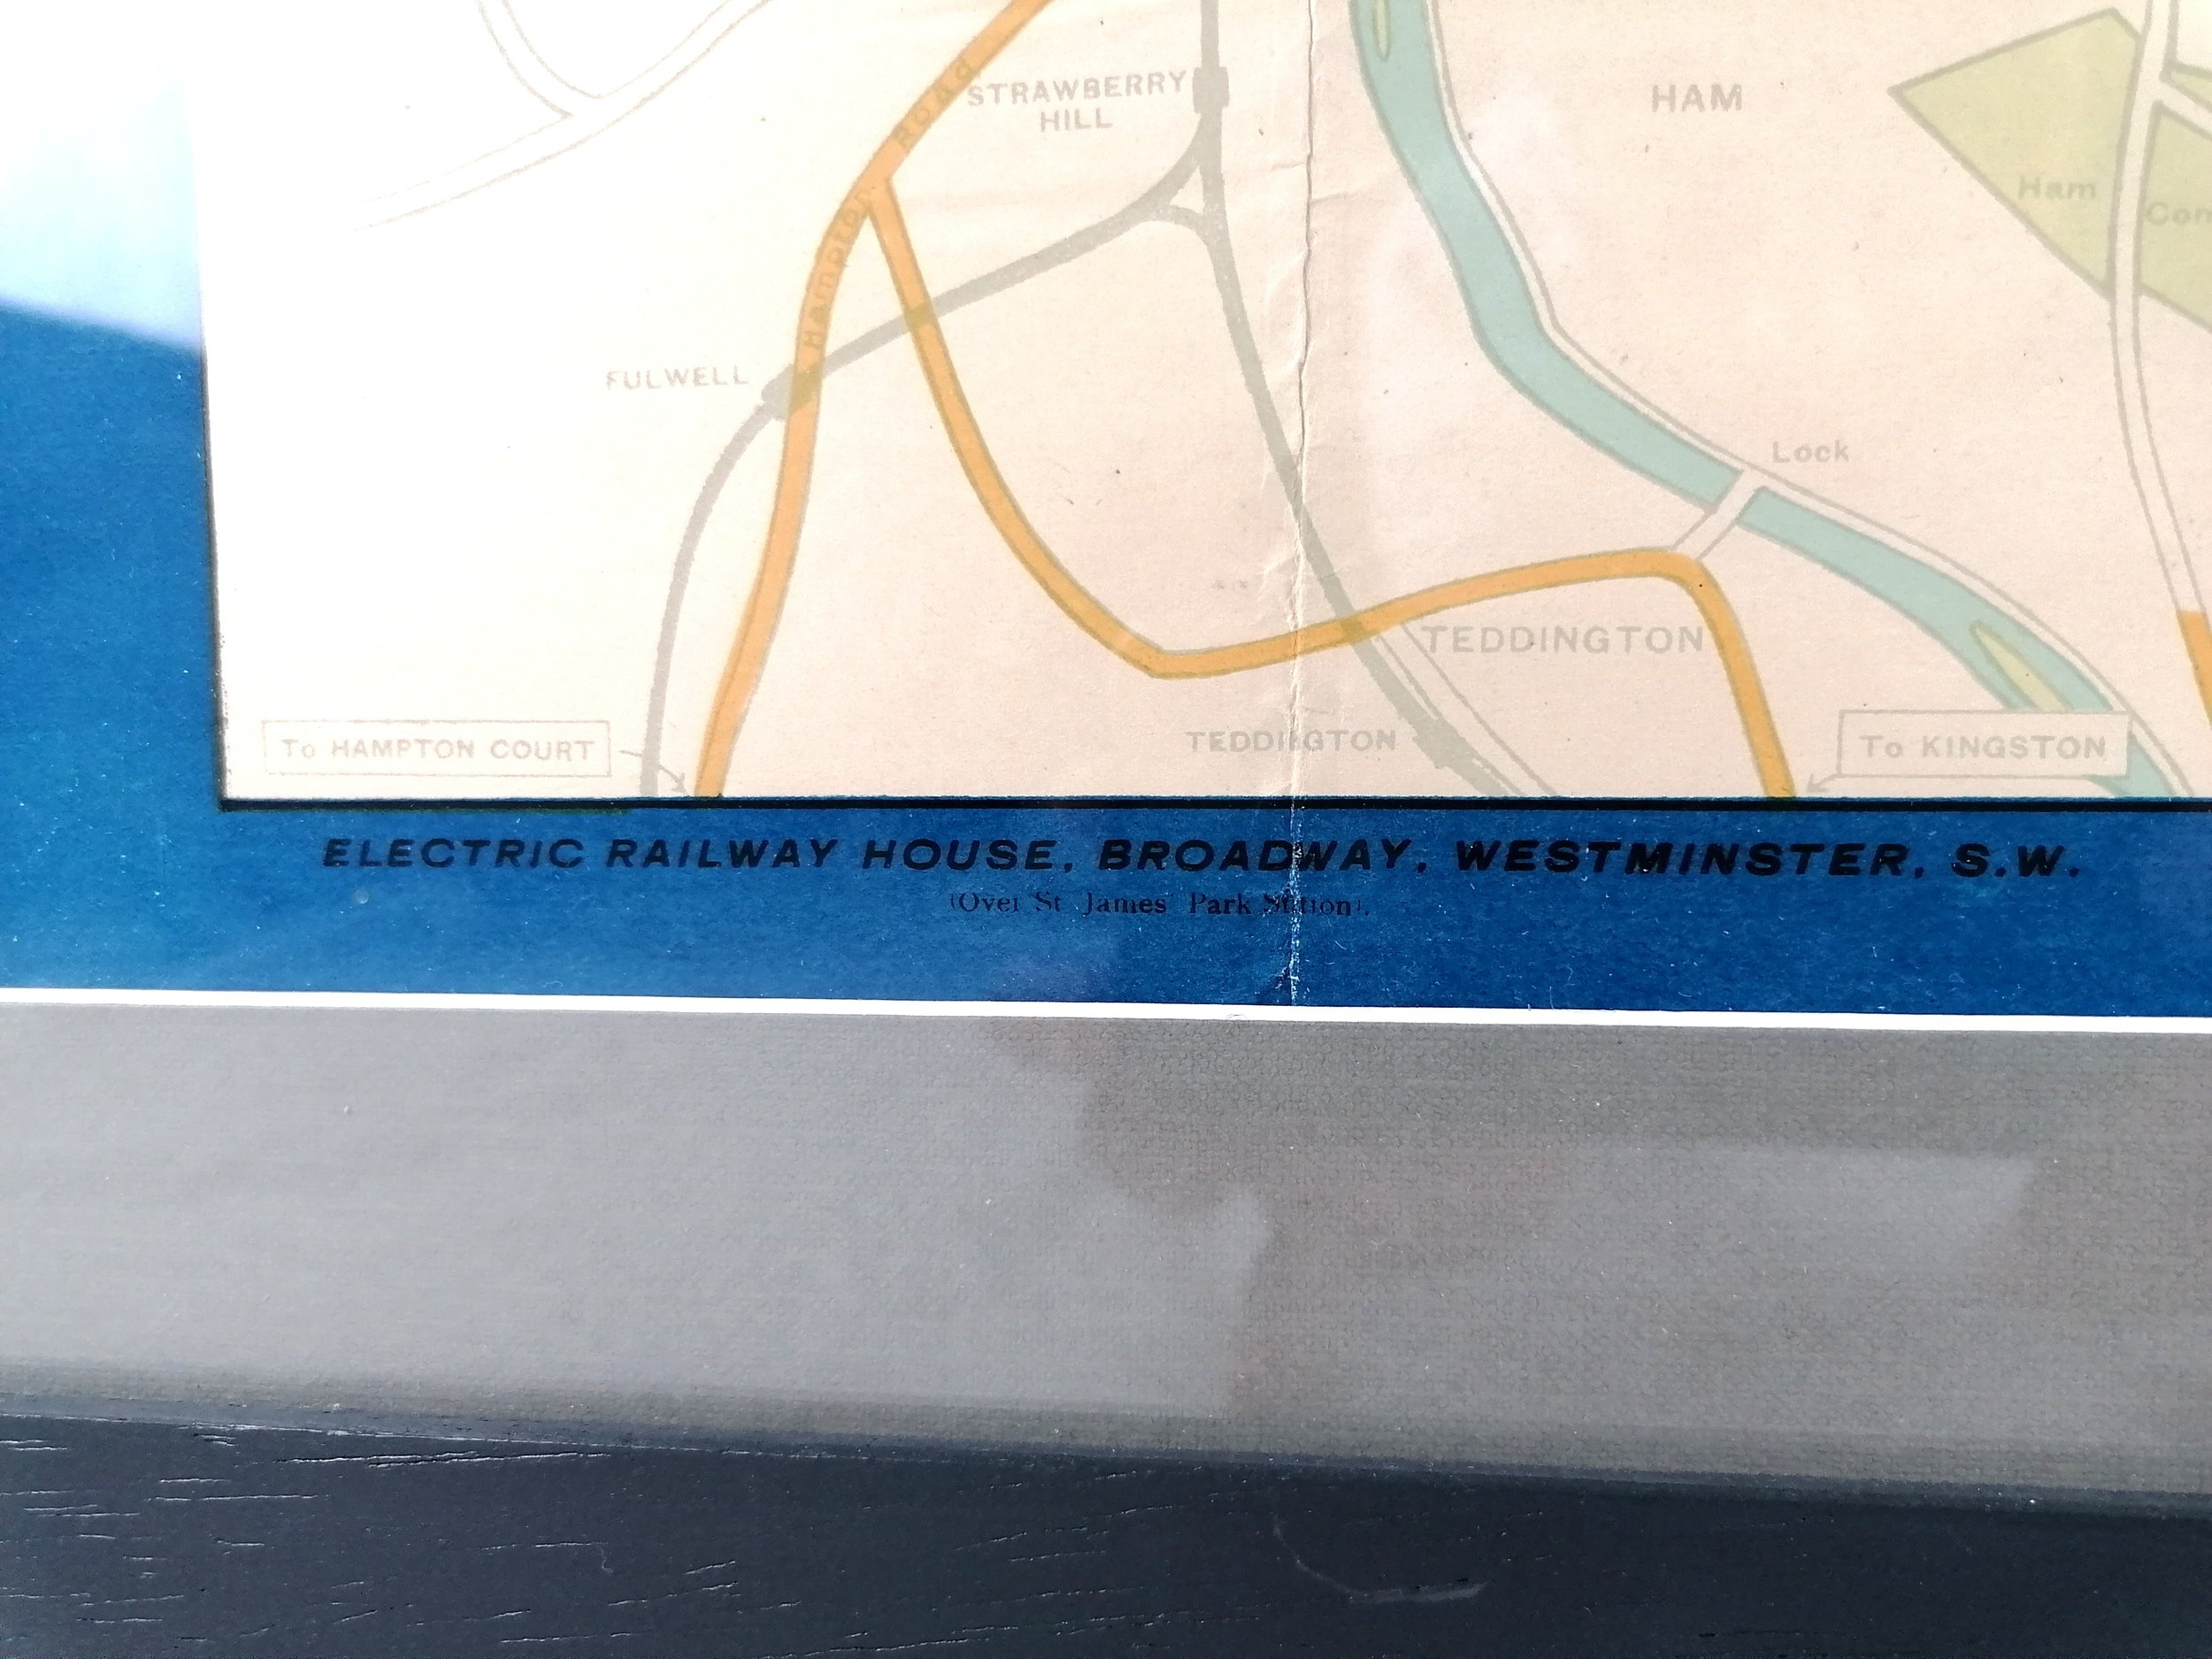 STRAWBERRY
HILL
HAM
Road
Hampton
Ham
Com
FULWELL
Lock
TEDDINGTON
TEDDINGTON
To HAMPTON COURT
To KINGSTON
ELECTRIC RAILWAY HOUSE, BROADWAY, WESTMINSTER, S.W.
(Over St James' Park Station).